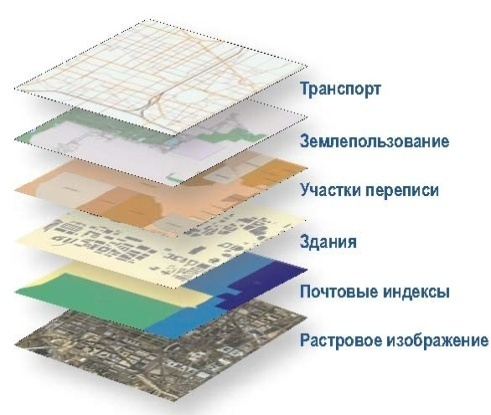 Транспорт
Землепользование
Участки переписи
Здания
Почтовые индексы
Растровое изображение